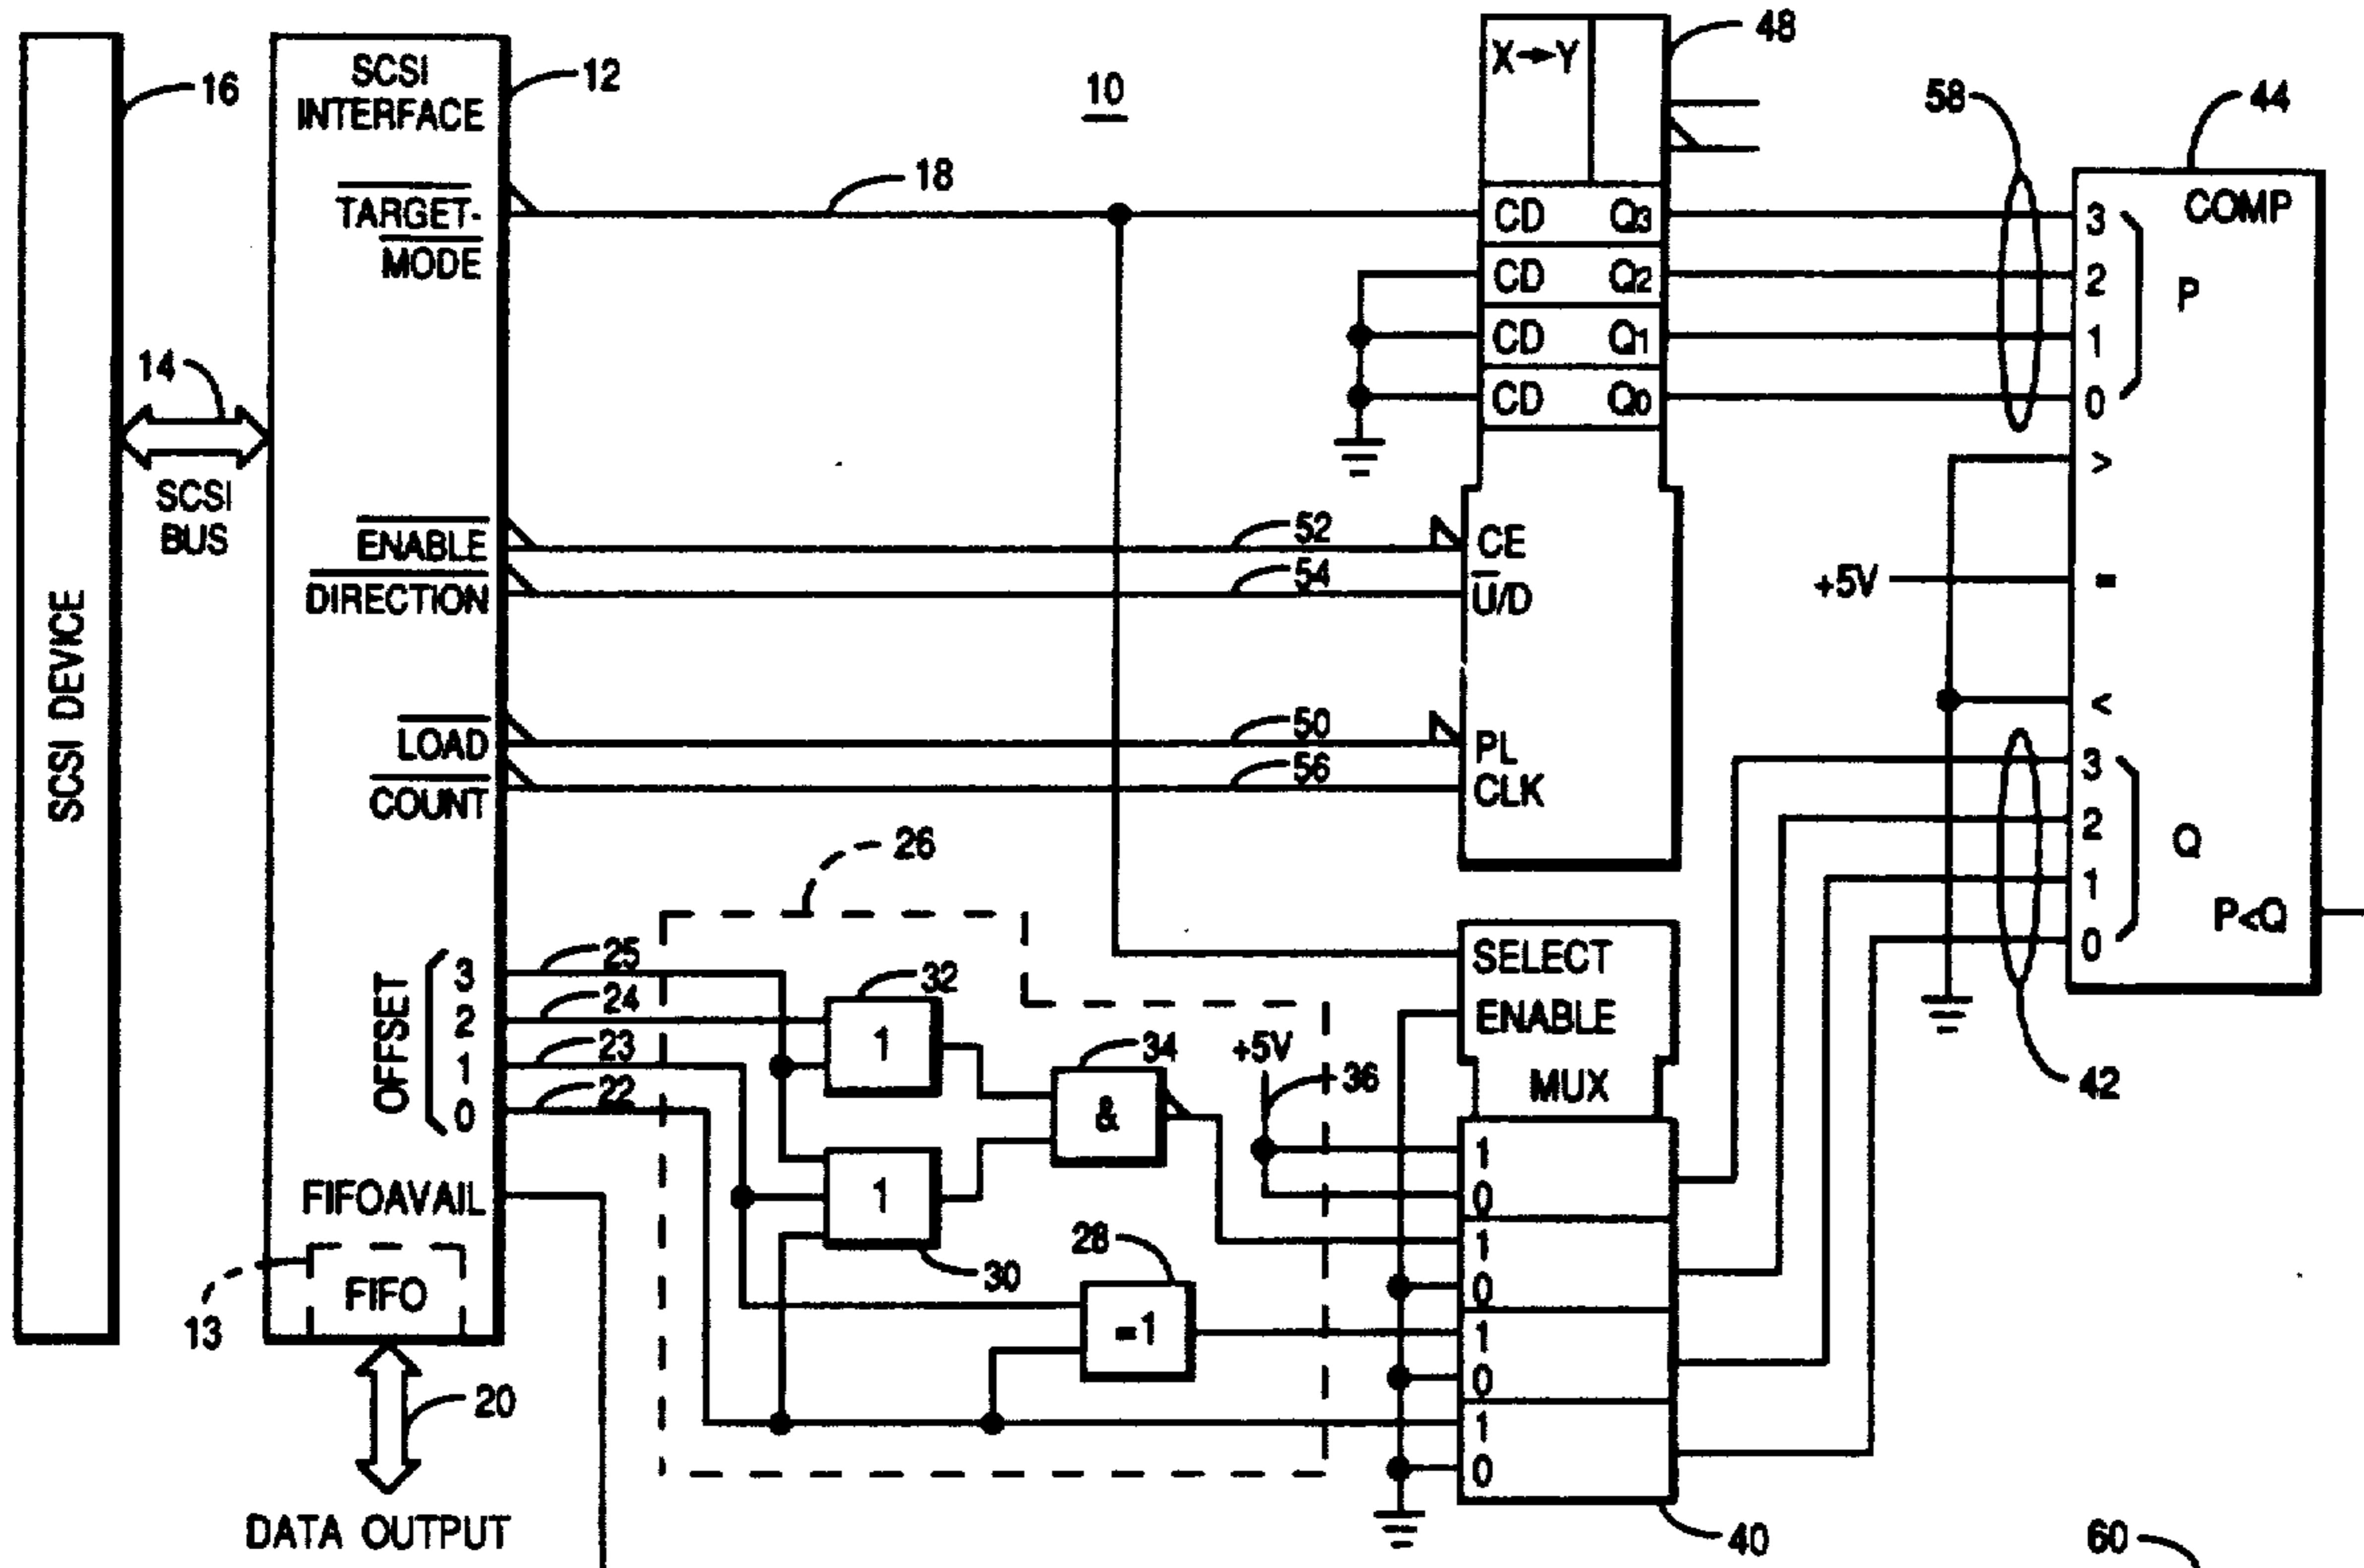 16
SCSI DEVICE
14
SCSI
BUS
SCSI
INTERFACE
12
TARGET-
MODE
ENABLE
DIRECTION
LOAD
COUNT
OFFSET
3
2
1
0
FIFOAVAIL
FIFO
13
20
DATA OUTPUT
10
18
52
54
50
56
25
24
23
22
26
32
1
1
30
34
&
28
=1
+5V
36
48
X→Y
CD Q3
CD Q2
CD Q1
CD Q0
CE
U/D
PL
CLK
SELECT
ENABLE
MUX
1
0
1
0
1
0
1
0
40
58
44
COMP
3
2
1
0
P
>
+5V
=
<
3
2
1
0
Q
P<Q
42
60